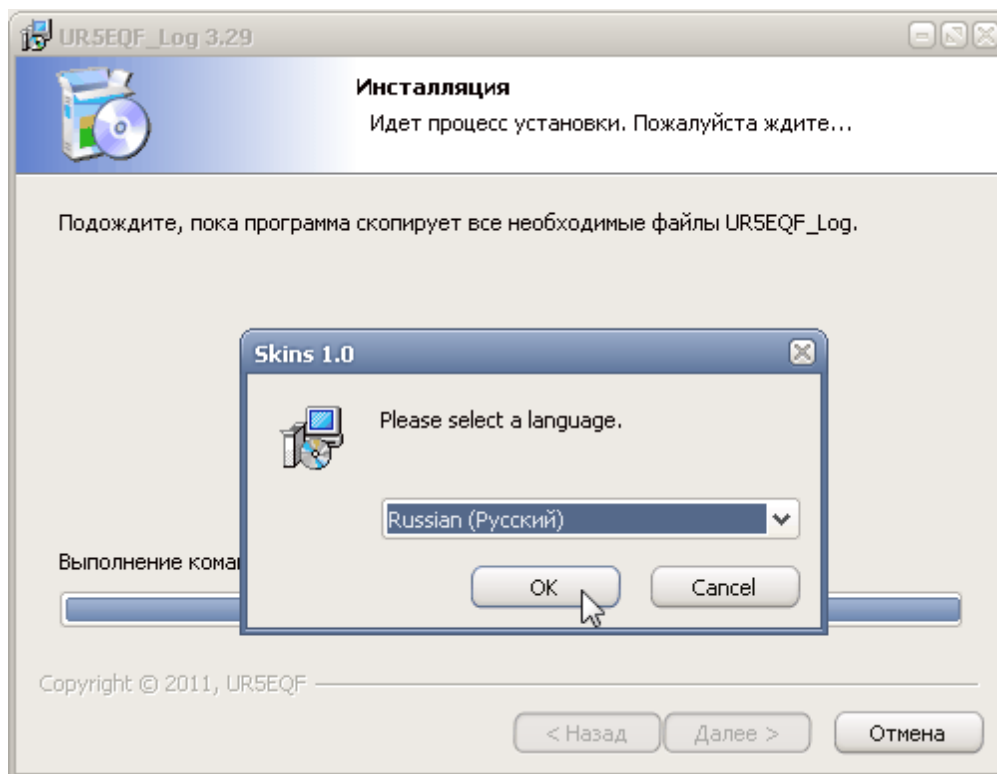 UR5EQF_Log 3.29
Инсталляция
Идет процесс установки. Пожалуйста ждите...
Подождите, пока программа скопирует все необходимые файлы UR5EQF_Log.
Skins 1.0
Please select a language.
Russian (Русский)
OK
Cancel
Выполнение
Copyright © 2011, UR5EQF
< Назад
Далее >
Отмена